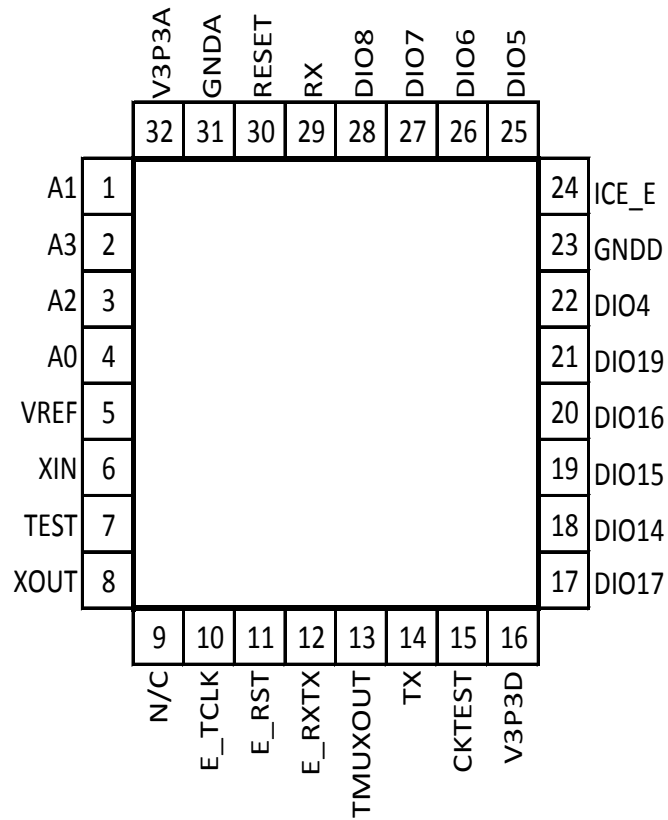 V3P3A GNDA RESET RX DIO8 DIO7 DIO6 DIO5
32 31 30 29 28 27 26 25
A1 1
A3 2
A2 3
A0 4
VREF 5
XIN 6
TEST 7
XOUT 8
24 ICE_E
23 GNDD
22 DIO4
21 DIO19
20 DIO16
19 DIO15
18 DIO14
17 DIO17
9 10 11 12 13 14 15 16
N/C E_TCLK E_RST E_RXTX TMUXOUT TX CKTEST V3P3D